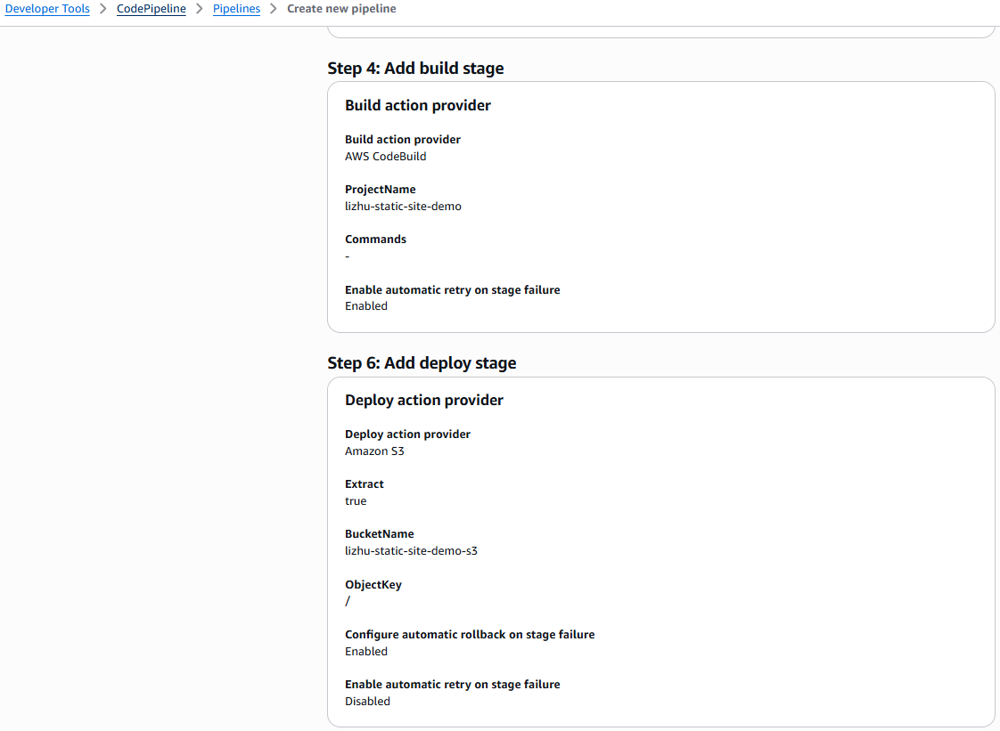 Developer Tools > CodePipeline > Pipelines > Create new pipeline
Step 4: Add build stage
Build action provider
Build action provider
AWS CodeBuild
ProjectName
lizhu-static-site-demo
Commands
-
Enable automatic retry on stage failure
Enabled
Step 6: Add deploy stage
Deploy action provider
Deploy action provider
Amazon S3
Extract
true
BucketName
lizhu-static-site-demo-s3
ObjectKey
/
Configure automatic rollback on stage failure
Enabled
Enable automatic retry on stage failure
Disabled